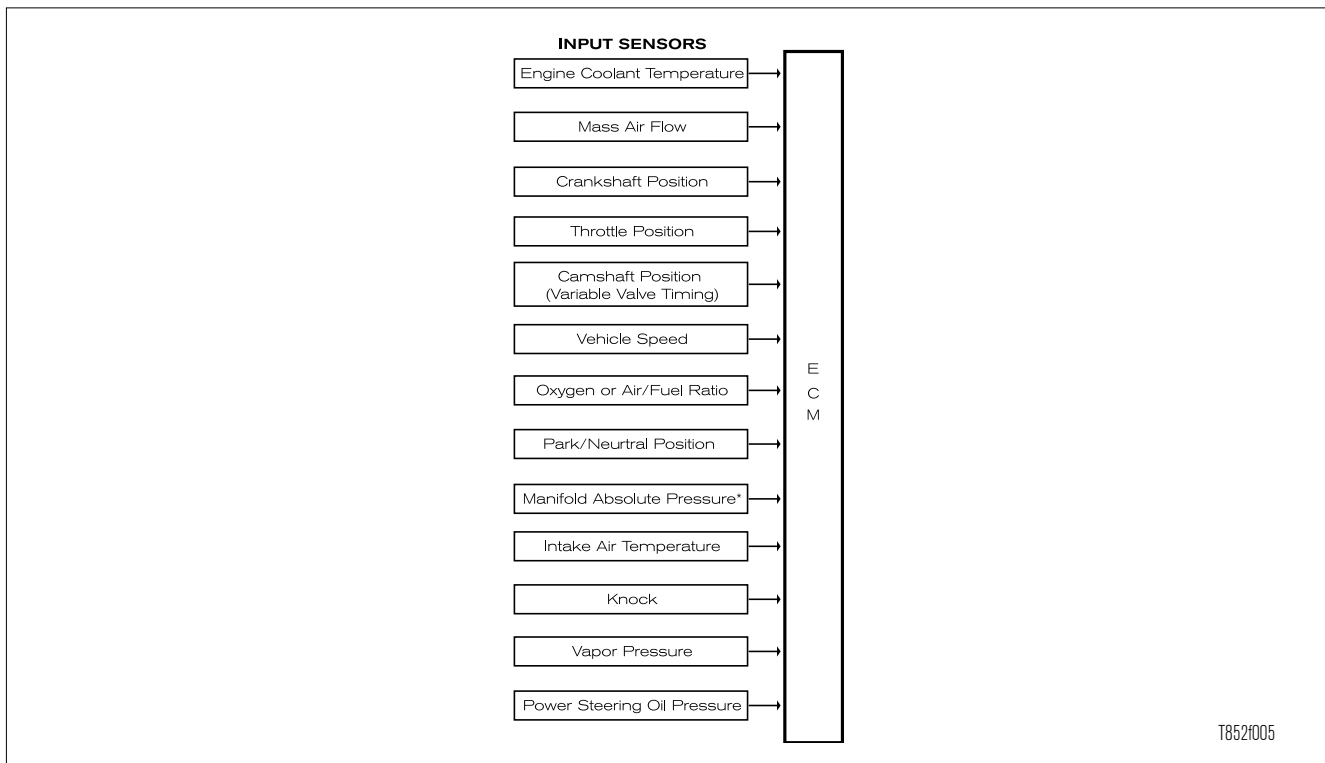 INPUT SENSORS
Engine Coolant Temperature
Mass Air Flow
Crankshaft Position
Throttle Position
Camshaft Position
(Variable Valve Timing)
Vehicle Speed
Oxygen or Air/Fuel Ratio
Park/Neurtral Position
Manifold Absolute Pressure*
Intake Air Temperature
Knock
Vapor Pressure
Power Steering Oil Pressure
E
C
M
T852f005